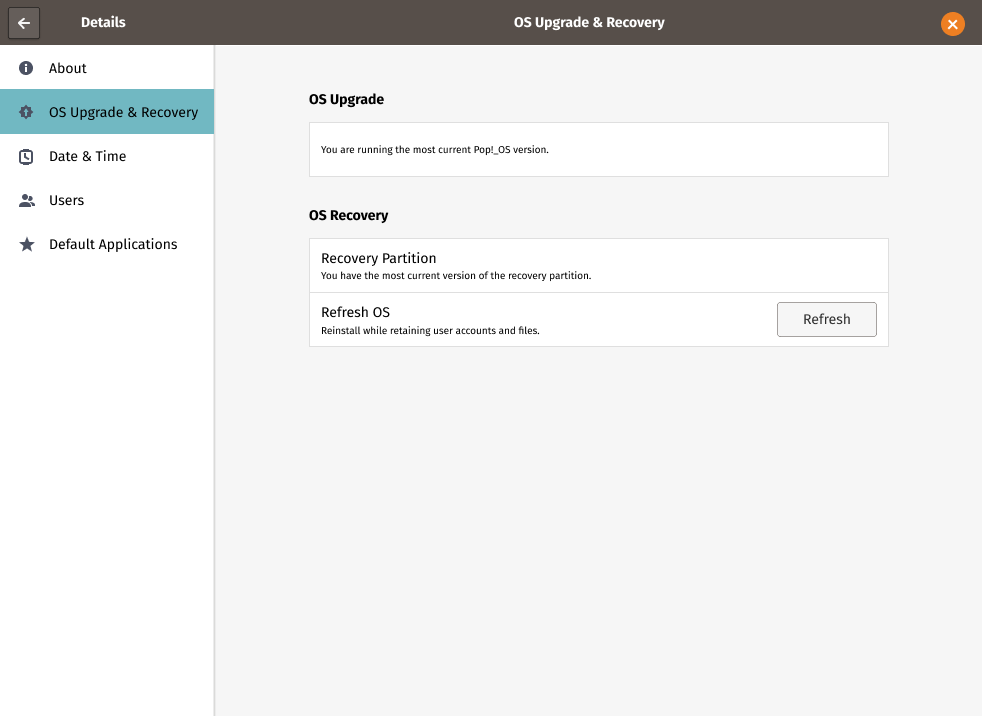 Details
OS Upgrade & Recovery
About
OS Upgrade & Recovery
Date & Time
Users
Default Applications
OS Upgrade
You are running the most current Pop!_OS version.
OS Recovery
Recovery Partition
You have the most current version of the recovery partition.
Refresh OS
Reinstall while retaining user accounts and files.
Refresh